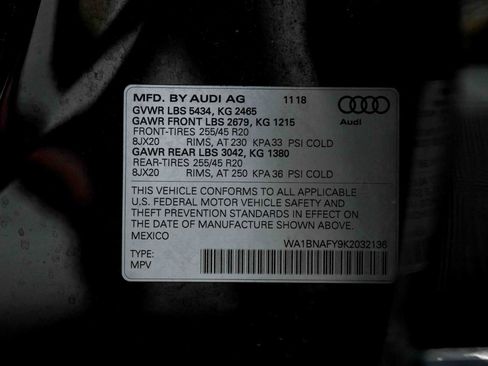 MFD. BY AUDI AG 11 18
GVWR LBS 5434, KG 2465
GAWR FRONT LBS 2679, KG 1215
FRONT-TIRES 255/45 R20
8JX20 RIMS, AT 230 KPA 33 PSI COLD
GAWR REAR LBS 3042, KG 1380
REAR-TIRES 255/45 R20
8JX20 RIMS, AT 250 KPA 36 PSI COLD
THIS VEHICLE CONFORMS TO ALL APPLICABLE
U.S. FEDERAL MOTOR VEHICLE SAFETY AND
THEFT PREVENTION STANDARDS IN EFFECT ON THE
DATE OF MANUFACTURE SHOWN ABOVE.
MEXICO WA1BNAFY9K2032136
TYPE:
MPV
Audi